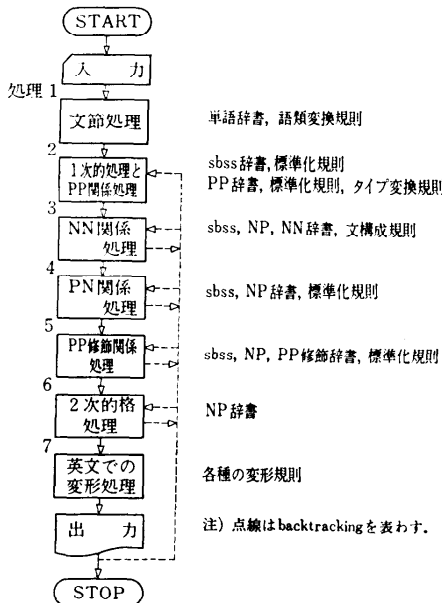 START
入 力
処理 1
文節処理
単語辞書, 語類変換規則
2
1次的処理と
PP関係処理
sbss辞書, 標準化規則
PP辞書, 標準化規則, タイプ変換規則
3
NN関係
処理
sbss, NP, NN辞書, 文構成規則
4
PN関係
処理
sbss, NP辞書, 標準化規則
5
PP修飾関係
処理
sbss, NP, PP修飾辞書, 標準化規則
6
2次的格
処理
NP辞書
7
英文での
変形処理
各種の変形規則
出 力
注) 点線はbacktrackingを表わす。
STOP